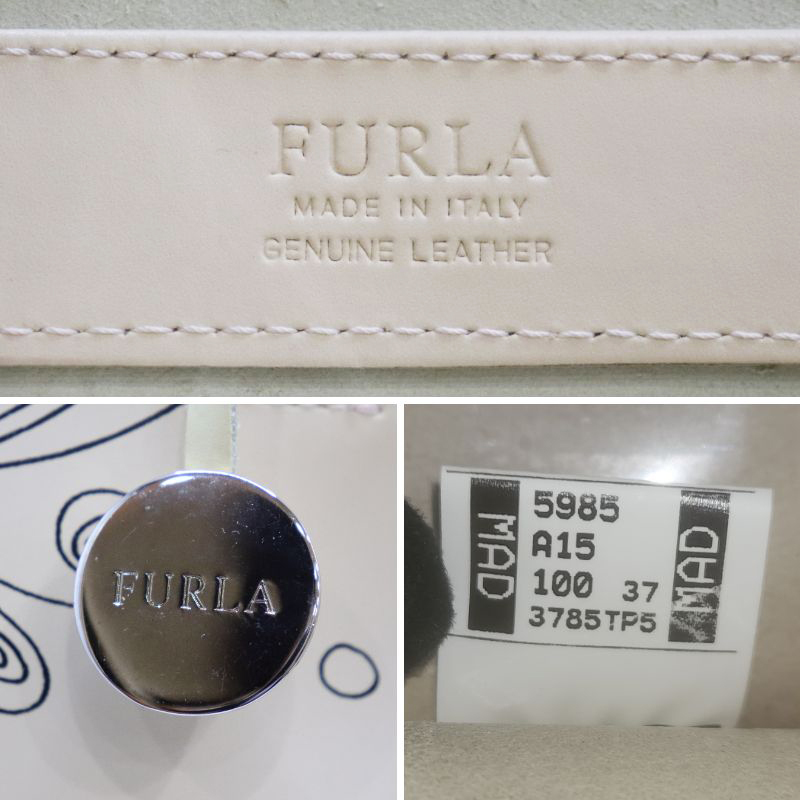 FURLA
MADE IN ITALY
GENUINE LEATHER
FURLA
MAD
5985
A15
100 37
3785TP5
MAD